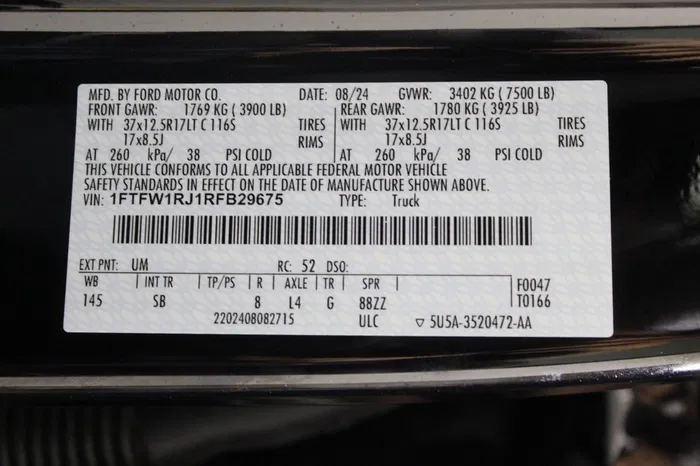 MFD. BY FORD MOTOR CO. DATE: 08/24 GVWR: 3402 KG ( 7500 LB)
FRONT GAWR: 1769 KG ( 3900 LB) REAR GAWR: 1780 KG ( 3925 LB)
WITH 37x12.5R17LT C 116S TIRES 37x12.5R17LT C 116S TIRES
17x8.5J RIMS 17x8.5J RIMS
AT 260 kPa/ 38 PSI COLD AT 260 kPa/ 38 PSI COLD
THIS VEHICLE CONFORMS TO ALL APPLICABLE FEDERAL MOTOR VEHICLE
SAFETY STANDARDS IN EFFECT ON THE DATE OF MANUFACTURE SHOWN ABOVE.
VIN: 1FTFW1RJ1RFB29675 TYPE: Truck
EXT PNT: UM RC: 52 DSO:
WB INT TR TP/PS R AXLE TR SPR F0047
145 SB 8 L4 G 88ZZ T0166
2202408082715 ULC ▽ 5U5A-3520472-AA